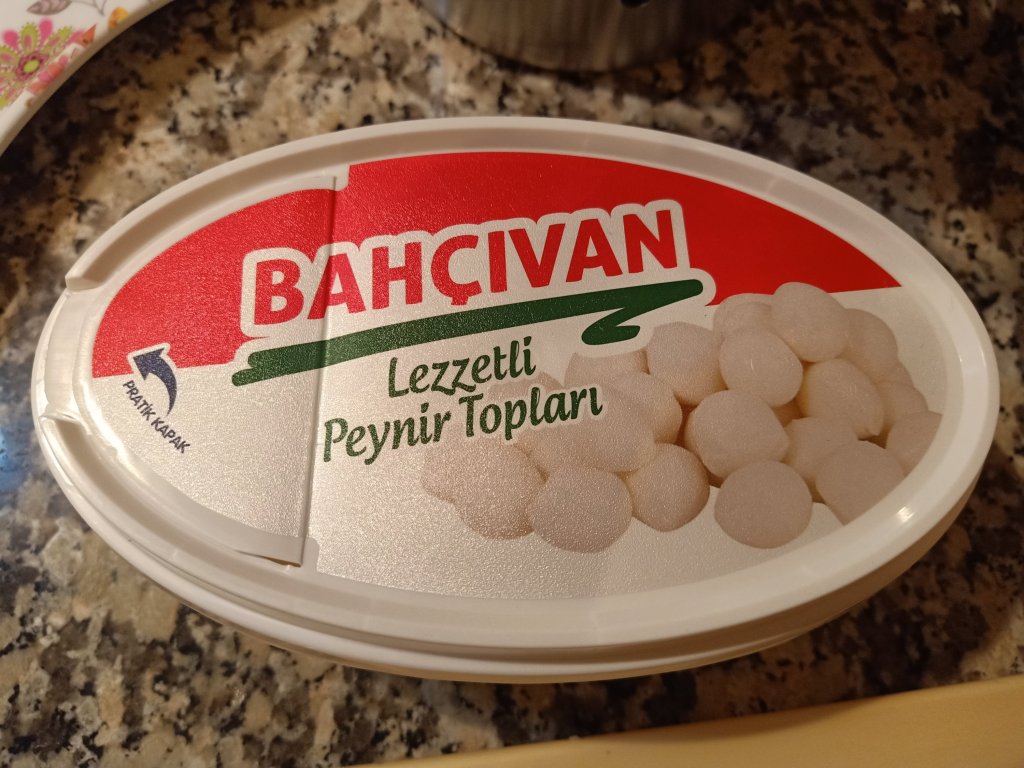 BAHÇIVAN
Lezzetli
Peynir Topları
PRATİK KAPAK